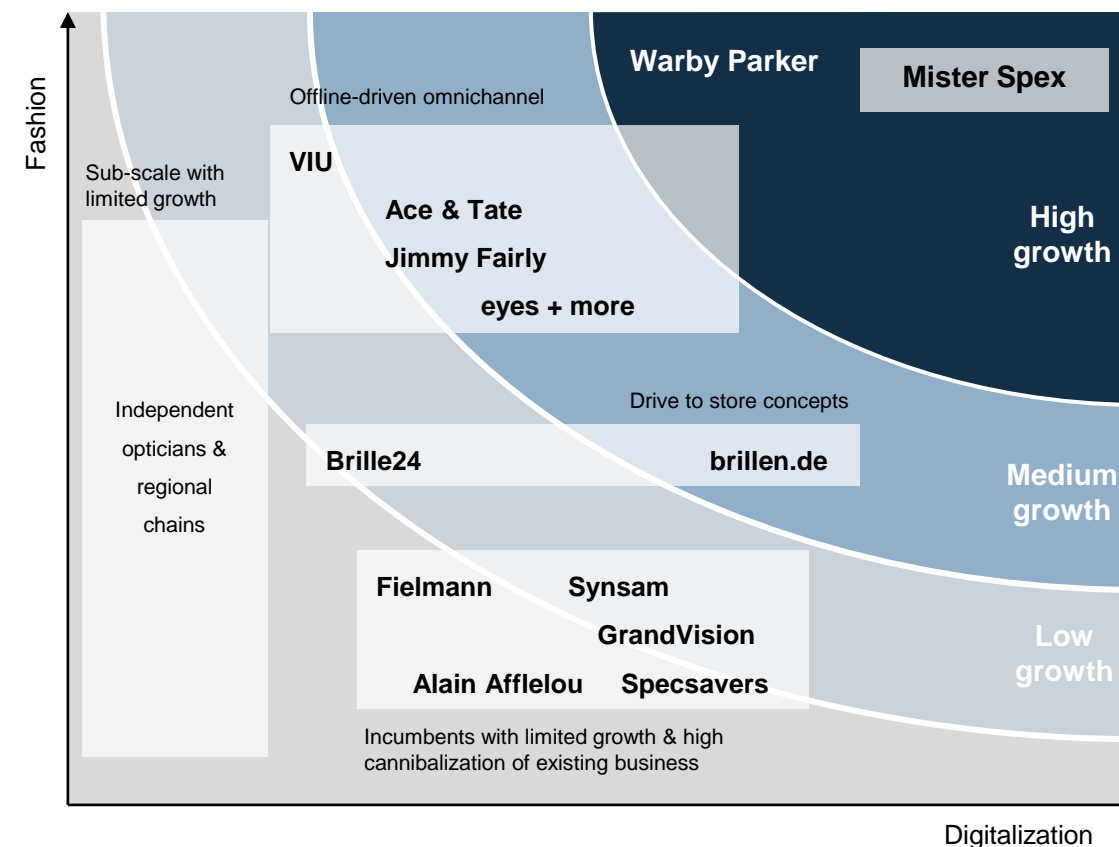 Fashion
Warby Parker
Mister Spex
Offline-driven omnichannel
VIU
Sub-scale with
limited growth
Ace & Tate
High
growth
Jimmy Fairly
eyes + more
Drive to store concepts
Independent
opticians &
regional
chains
Brille24
brillen.de
Medium
growth
Fielmann
Synsam
GrandVision
Low
growth
Alain Afflelou
Specsavers
Incumbents with limited growth & high
cannibalization of existing business
Digitalization